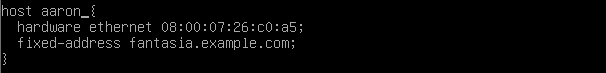 host aaron_{
  hardware ethernet 08:00:07:26:c0:a5;
  fixed-address fantasia.example.com;
}